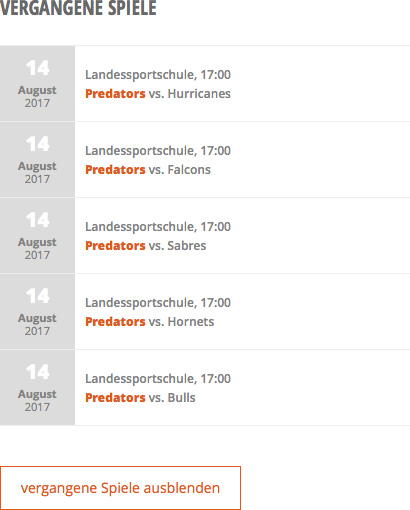 VERGANGENE SPIELE
14
August
2017
Landessportschule, 17:00
Predators vs. Hurricanes
14
August
2017
Landessportschule, 17:00
Predators vs. Falcons
14
August
2017
Landessportschule, 17:00
Predators vs. Sabres
14
August
2017
Landessportschule, 17:00
Predators vs. Hornets
14
August
2017
Landessportschule, 17:00
Predators vs. Bulls
vergangene Spiele ausblenden